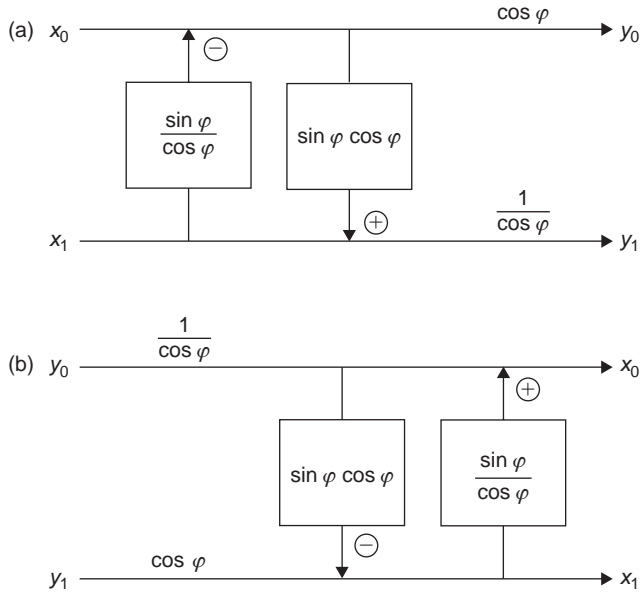 cos φ
(a) x₀ y₀
−
sin φ
cos φ
sin φ cos φ
+
1
cos φ
x₁ y₁
1
cos φ
(b) y₀ x₀
+
sin φ cos φ
sin φ
cos φ
−
cos φ
y₁ x₁